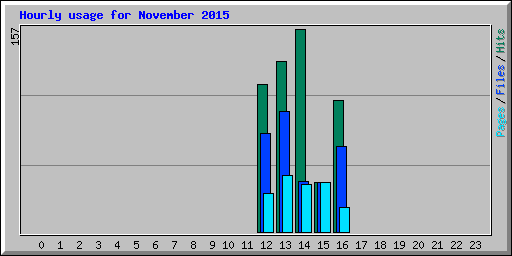 Hourly usage for November 2015
157
Pages/Files/Hits
0 1 2 3 4 5 6 7 8 9 10 11 12 13 14 15 16 17 18 19 20 21 22 23